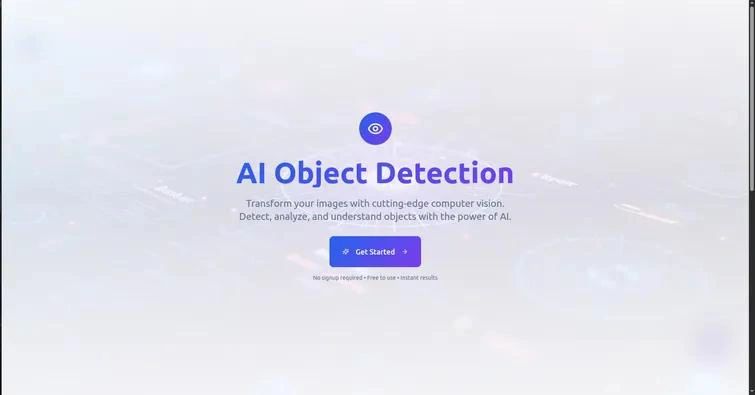 AI Object Detection
Transform your images with cutting-edge computer vision.
Detect, analyze, and understand objects with the power of AI.
Get Started
No signup required • Free to use • Instant results